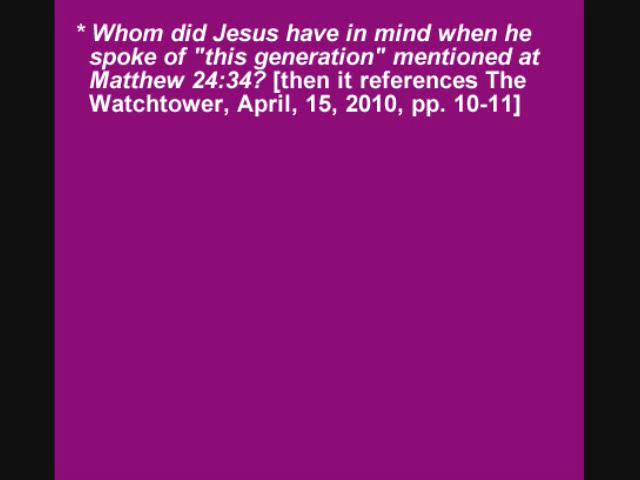 * Whom did Jesus have in mind when he
spoke of "this generation" mentioned at
Matthew 24:34? [then it references The
Watchtower, April, 15, 2010, pp. 10-11]